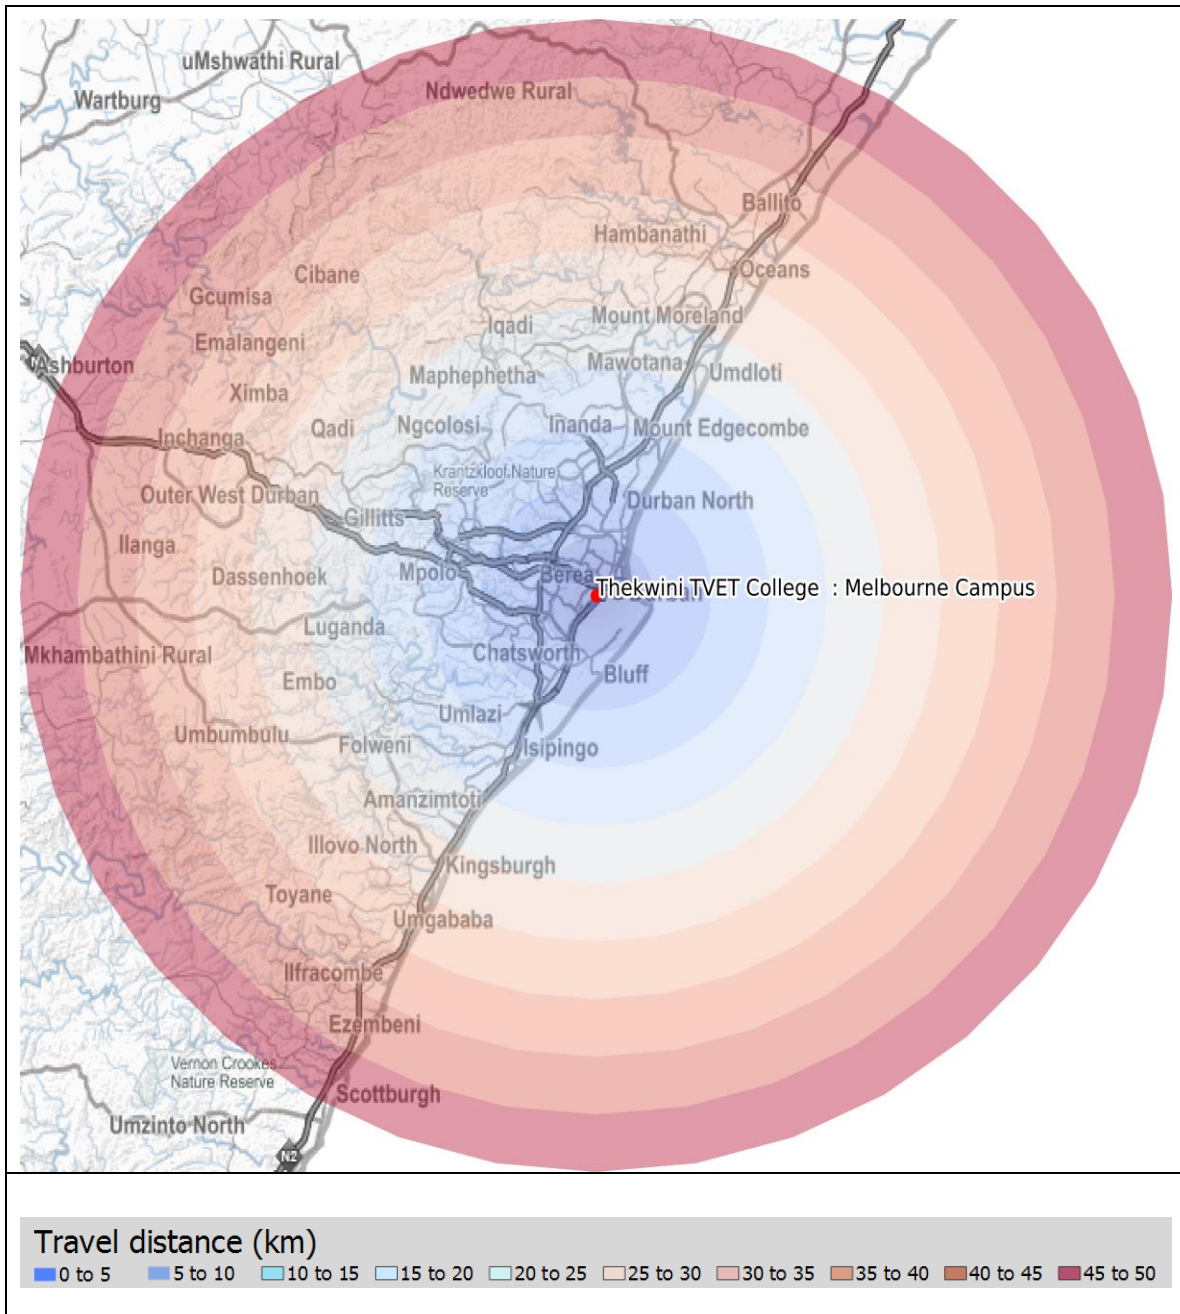 uMshwathi Rural
Wartburg
Ndwedwe Rural
Ballito
Hambanathi
Cibane
Oceans
Gcumisa
Iqadi
Mount Moreland
Emalangeni
Ashburton
Maphephetha
Mawotana
Umdloti
Ximba
Qadi
Ngcolosi
Inanda
Mount Edgecombe
Inchanga
Krantzkloof Nature
Reserve
Outer West Durban
Durban North
Gillitts
Ilanga
Dassenhoek
Mpolo
Berea
Thekwini TVET College : Melbourne Campus
Luganda
Mkhambathini Rural
Chatsworth
Bluff
Embo
Umlazi
Umbumbulu
Folweni
Isipingo
Amanzimtoti
Illovo North
Kingsburgh
Toyane
Umgababa
Ilfracombe
Ezembeni
Vernon Crookes
Nature Reserve
Scottburgh
Umzinto North
N2
Travel distance (km)
0 to 5 5 to 10 10 to 15 15 to 20 20 to 25 25 to 30 30 to 35 35 to 40 40 to 45 45 to 50